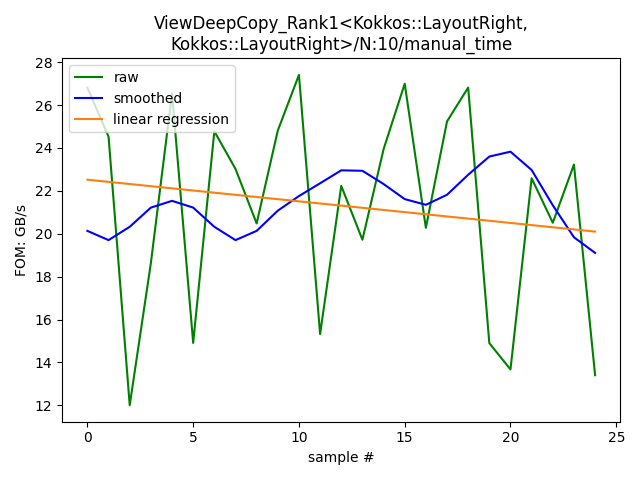 ViewDeepCopy_Rank1<Kokkos::LayoutRight,
Kokkos::LayoutRight>/N:10/manual_time
raw
smoothed
linear regression
FOM: GB/s
28
26
24
22
20
18
16
14
12
0
5
10
15
20
25
sample #